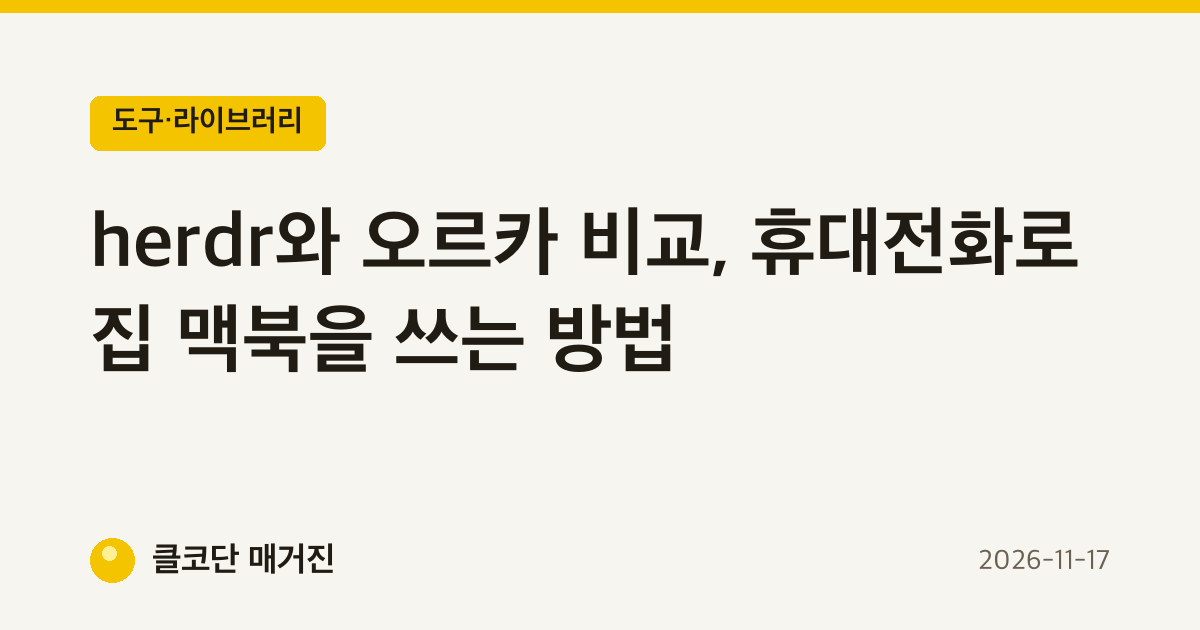 도구·라이브러리
herdr와 오르카 비교, 휴대전화로
집 맥북을 쓰는 방법
클코단 매거진
2026-11-17